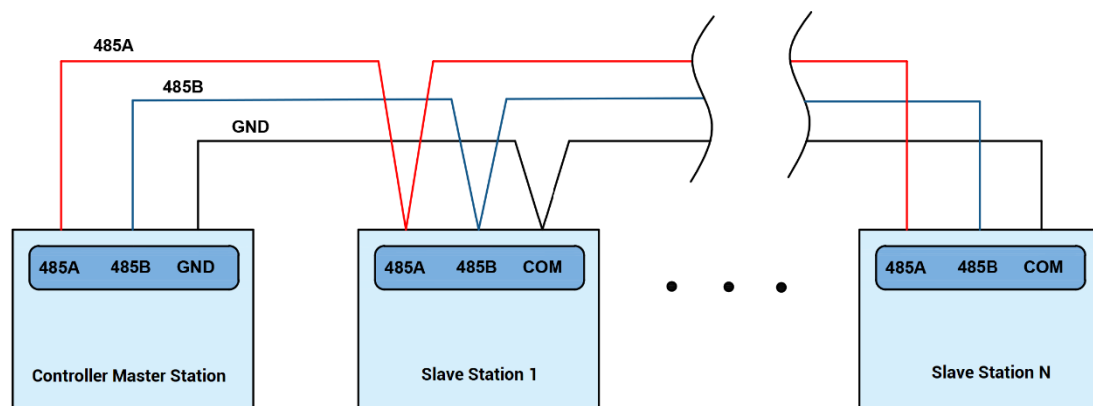 485A
485B
GND
485A 485B GND
485A 485B COM
485A 485B COM
Controller Master Station
Slave Station 1
Slave Station N